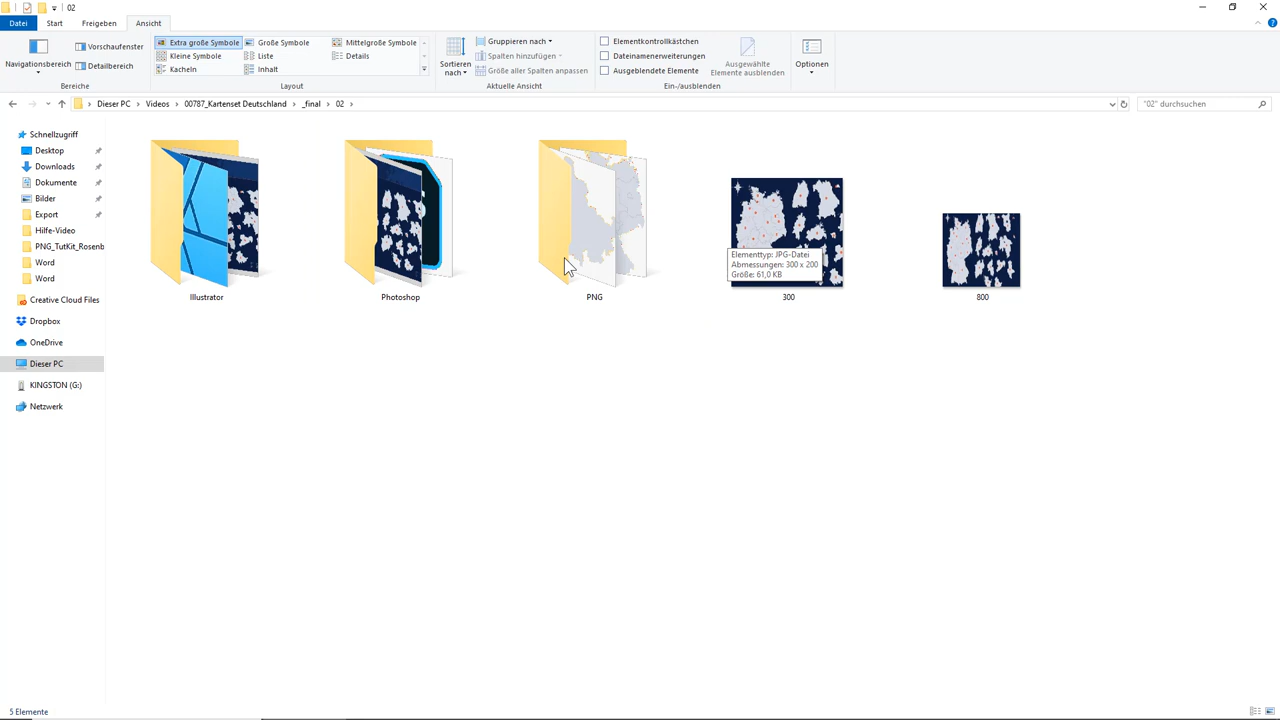 02
Datei
Start
Freigeben
Ansicht
Navigationsbereich
Vorschaufenster
Detailbereich
Bereiche
Extra große Symbole
Große Symbole
Mittelgroße Symbole
Kleine Symbole
Liste
Details
Kacheln
Inhalt
Layout
Sortieren
nach
Gruppieren nach
Spalten hinzufügen
Größe aller Spalten anpassen
Aktuelle Ansicht
Elementkontrollkästchen
Dateinamenerweiterungen
Ausgeblendete Elemente
Ausgewählte
Elemente ausblenden
Ein-/ausblenden
Optionen
Dieser PC
Videos
00787_Kartenset Deutschland
_final
02
"02" durchsuchen
Schnellzugriff
Desktop
Downloads
Dokumente
Bilder
Export
Hilfe-Video
PNG_TutKit_Rosenb
Word
Word
Creative Cloud Files
Dropbox
OneDrive
Dieser PC
KINGSTON (G:)
Netzwerk
Illustrator
Photoshop
PNG
Elementtyp: JPG-Datei
Abmessungen: 300 x 200
Größe: 61,0 KB
300
800
5 Elemente